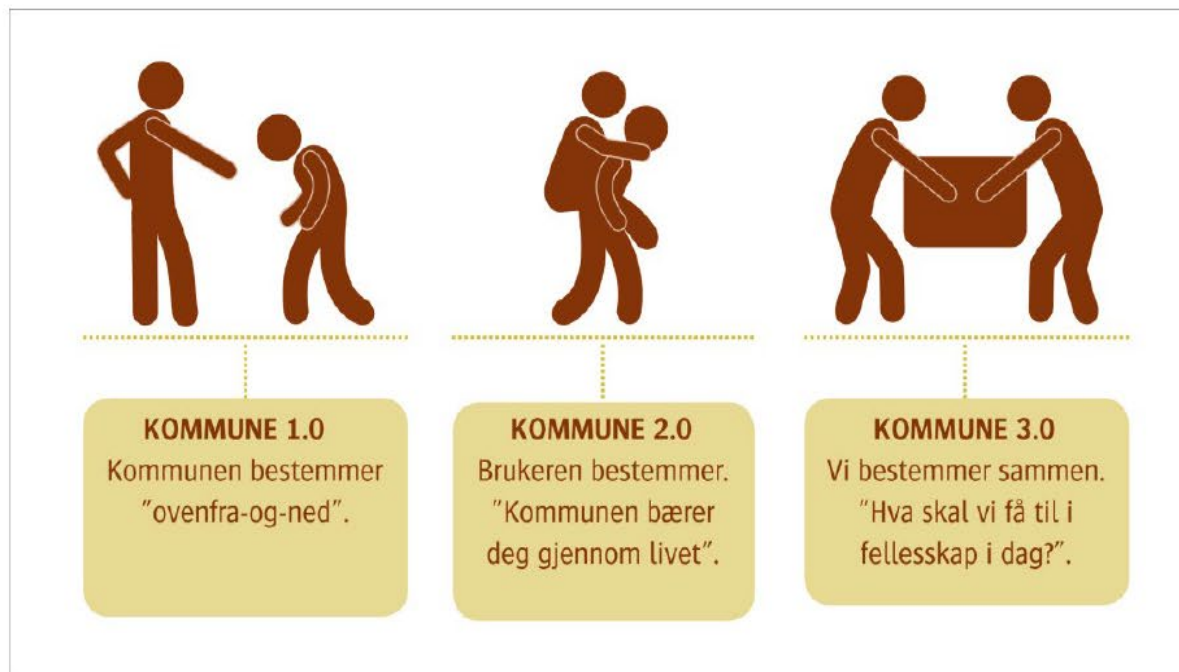 KOMMUNE 1.0
Kommunen bestemmer
"ovenfra-og-ned".
KOMMUNE 2.0
Brukeren bestemmer.
"Kommunen bærer
deg gjennom livet".
KOMMUNE 3.0
Vi bestemmer sammen.
"Hva skal vi få til i
fellesskap i dag?".